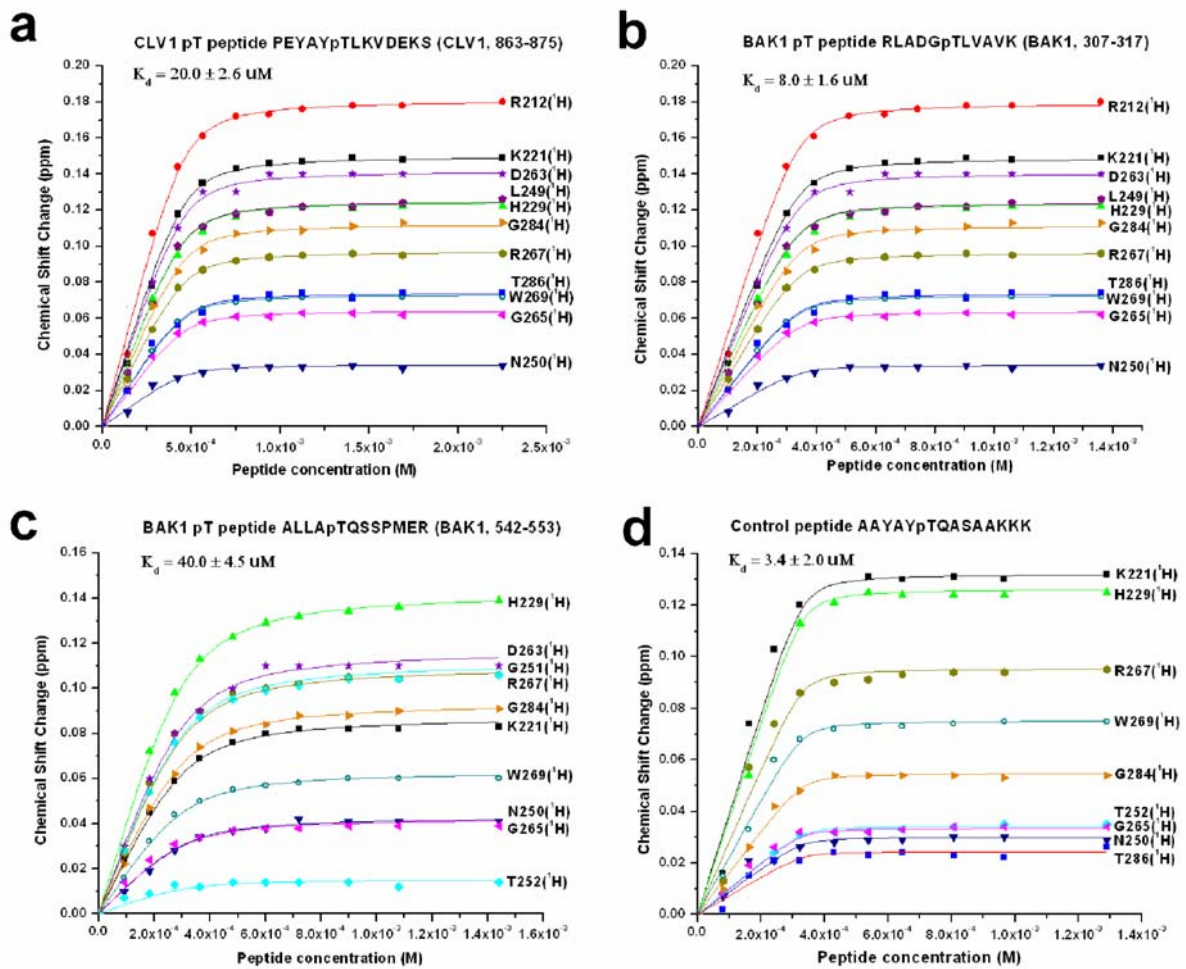 a
CLV1 pT peptide PEYAYpTLKVDEKS (CLV1, 863-875)
K_d = 20.0 ± 2.6 uM
Chemical Shift Change (ppm)
0.20
0.18
0.16
0.14
0.12
0.10
0.08
0.06
0.04
0.02
0.00
R212(¹H)
K221(¹H)
D263(¹H)
L249(¹H)
H229(¹H)
G284(¹H)
R267(¹H)
T286(¹H)
W269(¹H)
G265(¹H)
N250(¹H)
0.0 5.0x10⁻⁴ 1.0x10⁻³ 1.5x10⁻³ 2.0x10⁻³ 2.5x10⁻³
Peptide concentration (M)
b
BAK1 pT peptide RLADGpTLVAVK (BAK1, 307-317)
K_d = 8.0 ± 1.6 uM
Chemical Shift Change (ppm)
0.20
0.18
0.16
0.14
0.12
0.10
0.08
0.06
0.04
0.02
0.00
R212(¹H)
K221(¹H)
D263(¹H)
L249(¹H)
H229(¹H)
G284(¹H)
R267(¹H)
T286(¹H)
W269(¹H)
G265(¹H)
N250(¹H)
0.0 2.0x10⁻⁴ 4.0x10⁻⁴ 6.0x10⁻⁴ 8.0x10⁻⁴ 1.0x10⁻³ 1.2x10⁻³ 1.4x10⁻³
Peptide concentration (M)
c
BAK1 pT peptide ALLApTQSSPMER (BAK1, 542-553)
K_d = 40.0 ± 4.5 uM
Chemical Shift Change (ppm)
0.16
0.14
0.12
0.10
0.08
0.06
0.04
0.02
0.00
H229(¹H)
D263(¹H)
G251(¹H)
R267(¹H)
G284(¹H)
K221(¹H)
W269(¹H)
N250(¹H)
G265(¹H)
T252(¹H)
0.0 2.0x10⁻⁴ 4.0x10⁻⁴ 6.0x10⁻⁴ 8.0x10⁻⁴ 1.0x10⁻³ 1.2x10⁻³ 1.4x10⁻³ 1.6x10⁻³
Peptide concentration (M)
d
Control peptide AAYAYpTQASAAKKK
K_d = 3.4 ± 2.0 uM
Chemical Shift Change (ppm)
0.14
0.12
0.10
0.08
0.06
0.04
0.02
0.00
K221(¹H)
H229(¹H)
R267(¹H)
W269(¹H)
G284(¹H)
T252(¹H)
G265(¹H)
N250(¹H)
T286(¹H)
0.0 2.0x10⁻⁴ 4.0x10⁻⁴ 6.0x10⁻⁴ 8.0x10⁻⁴ 1.0x10⁻³ 1.2x10⁻³ 1.4x10⁻³
Peptide concentration (M)